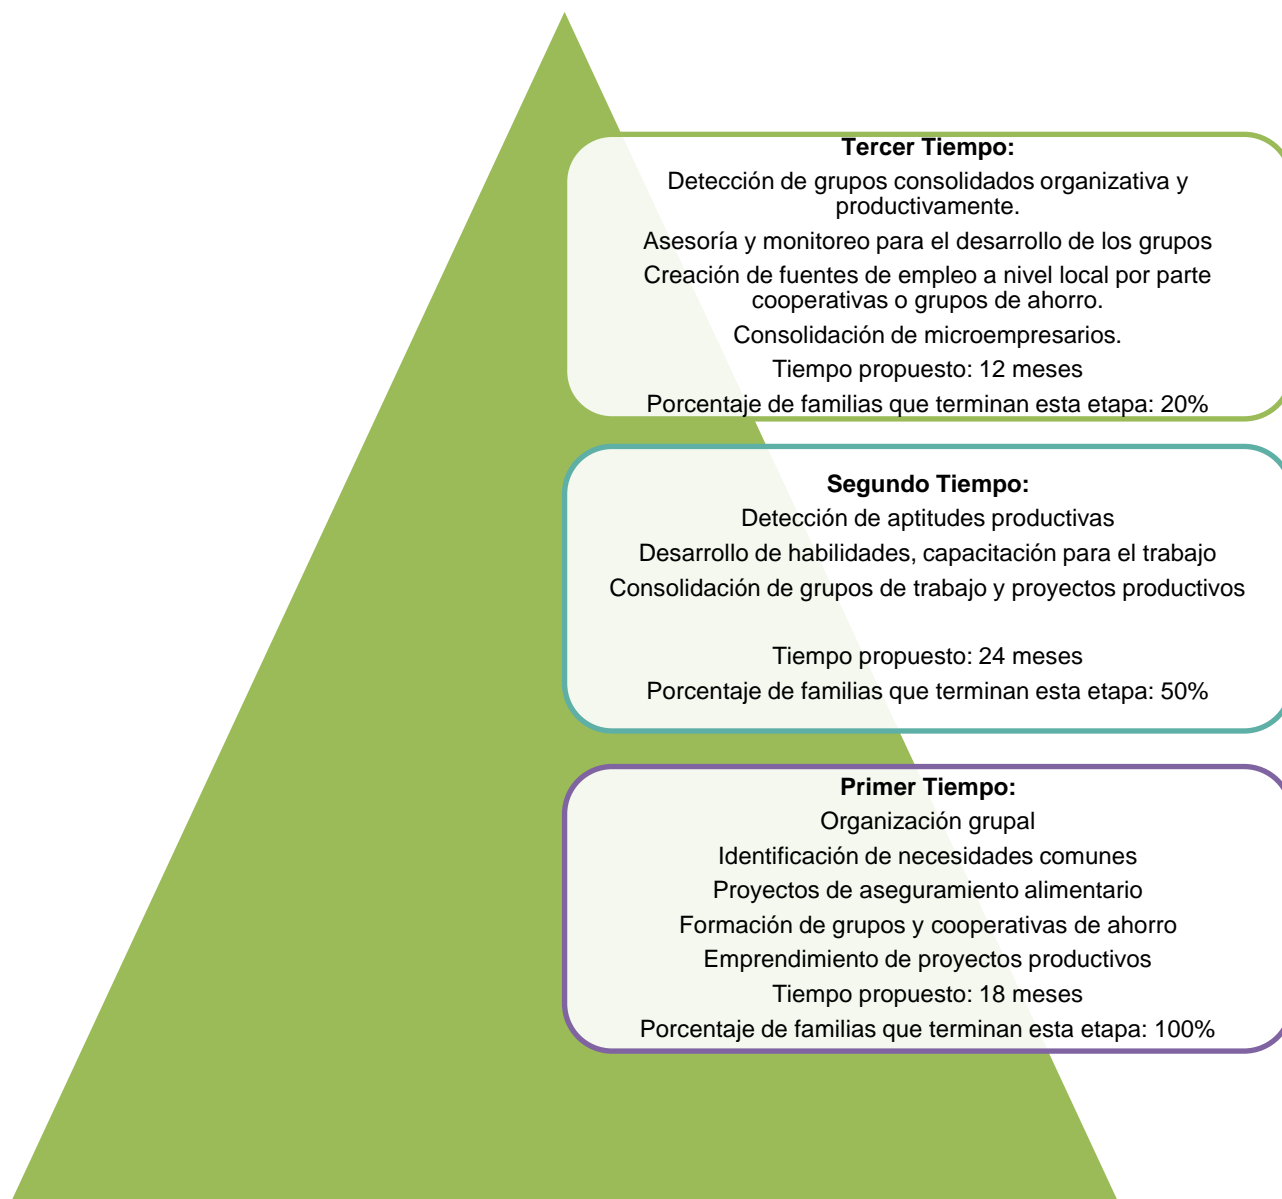 Tercer Tiempo:
Detección de grupos consolidados organizativa y
productivamente.
Asesoría y monitoreo para el desarrollo de los grupos
Creación de fuentes de empleo a nivel local por parte
cooperativas o grupos de ahorro.
Consolidación de microempresarios.
Tiempo propuesto: 12 meses
Porcentaje de familias que terminan esta etapa: 20%
Segundo Tiempo:
Detección de aptitudes productivas
Desarrollo de habilidades, capacitación para el trabajo
Consolidación de grupos de trabajo y proyectos productivos
Tiempo propuesto: 24 meses
Porcentaje de familias que terminan esta etapa: 50%
Primer Tiempo:
Organización grupal
Identificación de necesidades comunes
Proyectos de aseguramiento alimentario
Formación de grupos y cooperativas de ahorro
Emprendimiento de proyectos productivos
Tiempo propuesto: 18 meses
Porcentaje de familias que terminan esta etapa: 100%